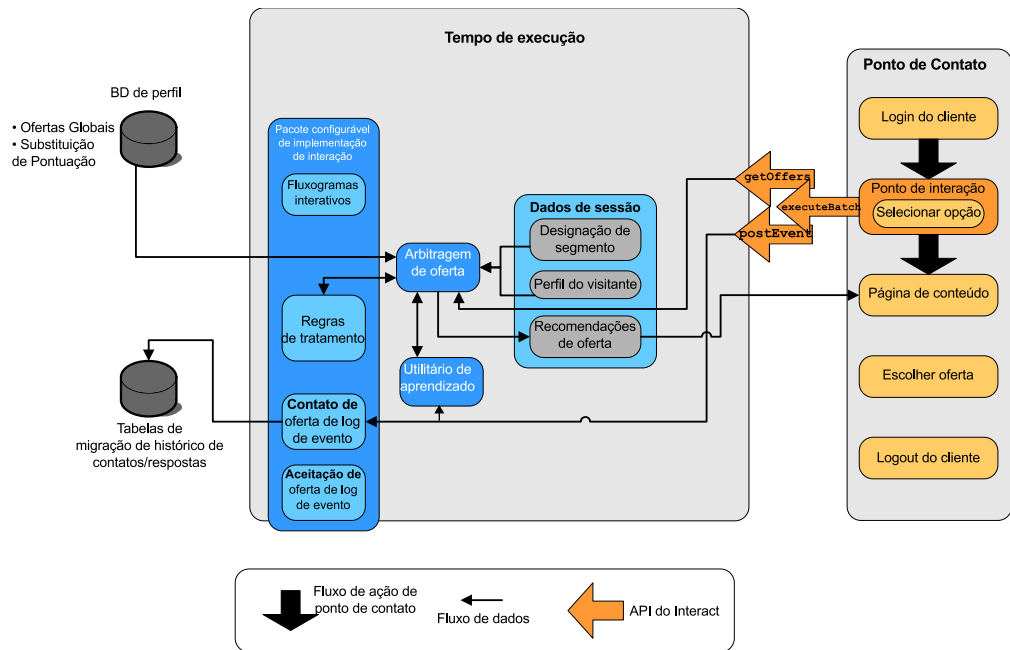 Tempo de execução
Ponto de Contato
BD de perfil
• Ofertas Globais
• Substituição
de Pontuação
Pacote configurável
de implementação
de interação
Fluxogramas
interativos
Regras
de tratamento
Contato de
oferta de log
de evento
Aceitação de
oferta de log
de evento
Arbitragem
de oferta
Utilitário de
aprendizado
Dados de sessão
Designação de
segmento
Perfil do visitante
Recomendações
de oferta
getOffers
executeBatch
postEvent
Login do cliente
Ponto de interação
Selecionar opção
Página de conteúdo
Escolher oferta
Logout do cliente
Tabelas de
migração de histórico de
contatos/respostas
Fluxo de ação de
ponto de contato
Fluxo de dados
API do Interact